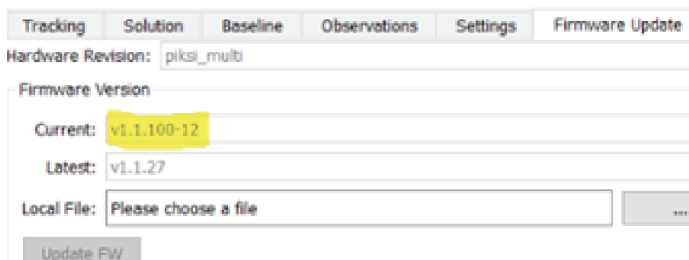 Tracking Solution Baseline Observations Settings Firmware Update
Hardware Revision: piksi_multi
Firmware Version
Current: v1.1.100-12
Latest: v1.1.27
Local File: Please choose a file ...
Update FW